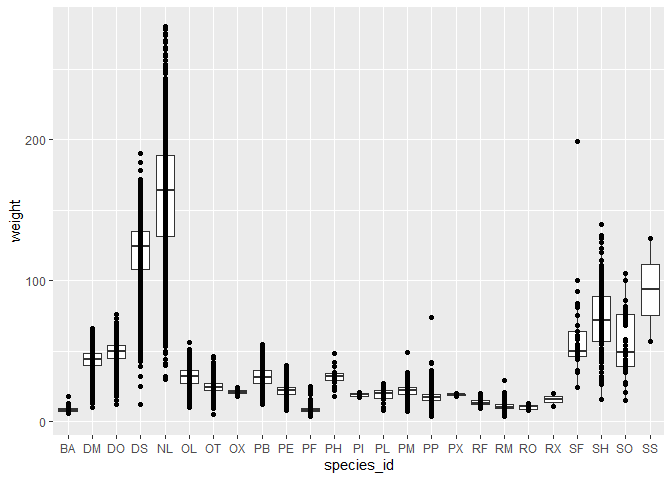 weight
200
100
0
BA DM DO DS NL OL OT OX PB PE PF PH PI PL PM PP PX RF RM RO RX SF SH SO SS
species_id